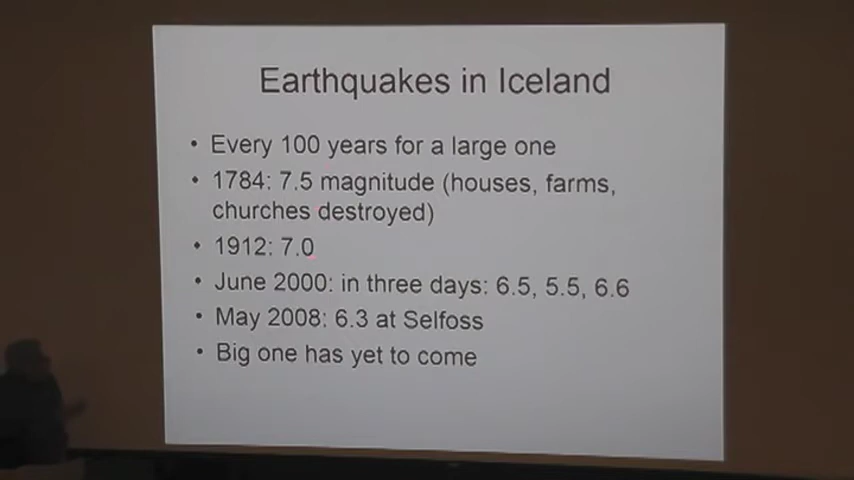 Earthquakes in Iceland
• Every 100 years for a large one
• 1784: 7.5 magnitude (houses, farms,
churches destroyed)
• 1912: 7.0
• June 2000: in three days: 6.5, 5.5, 6.6
• May 2008: 6.3 at Selfoss
• Big one has yet to come